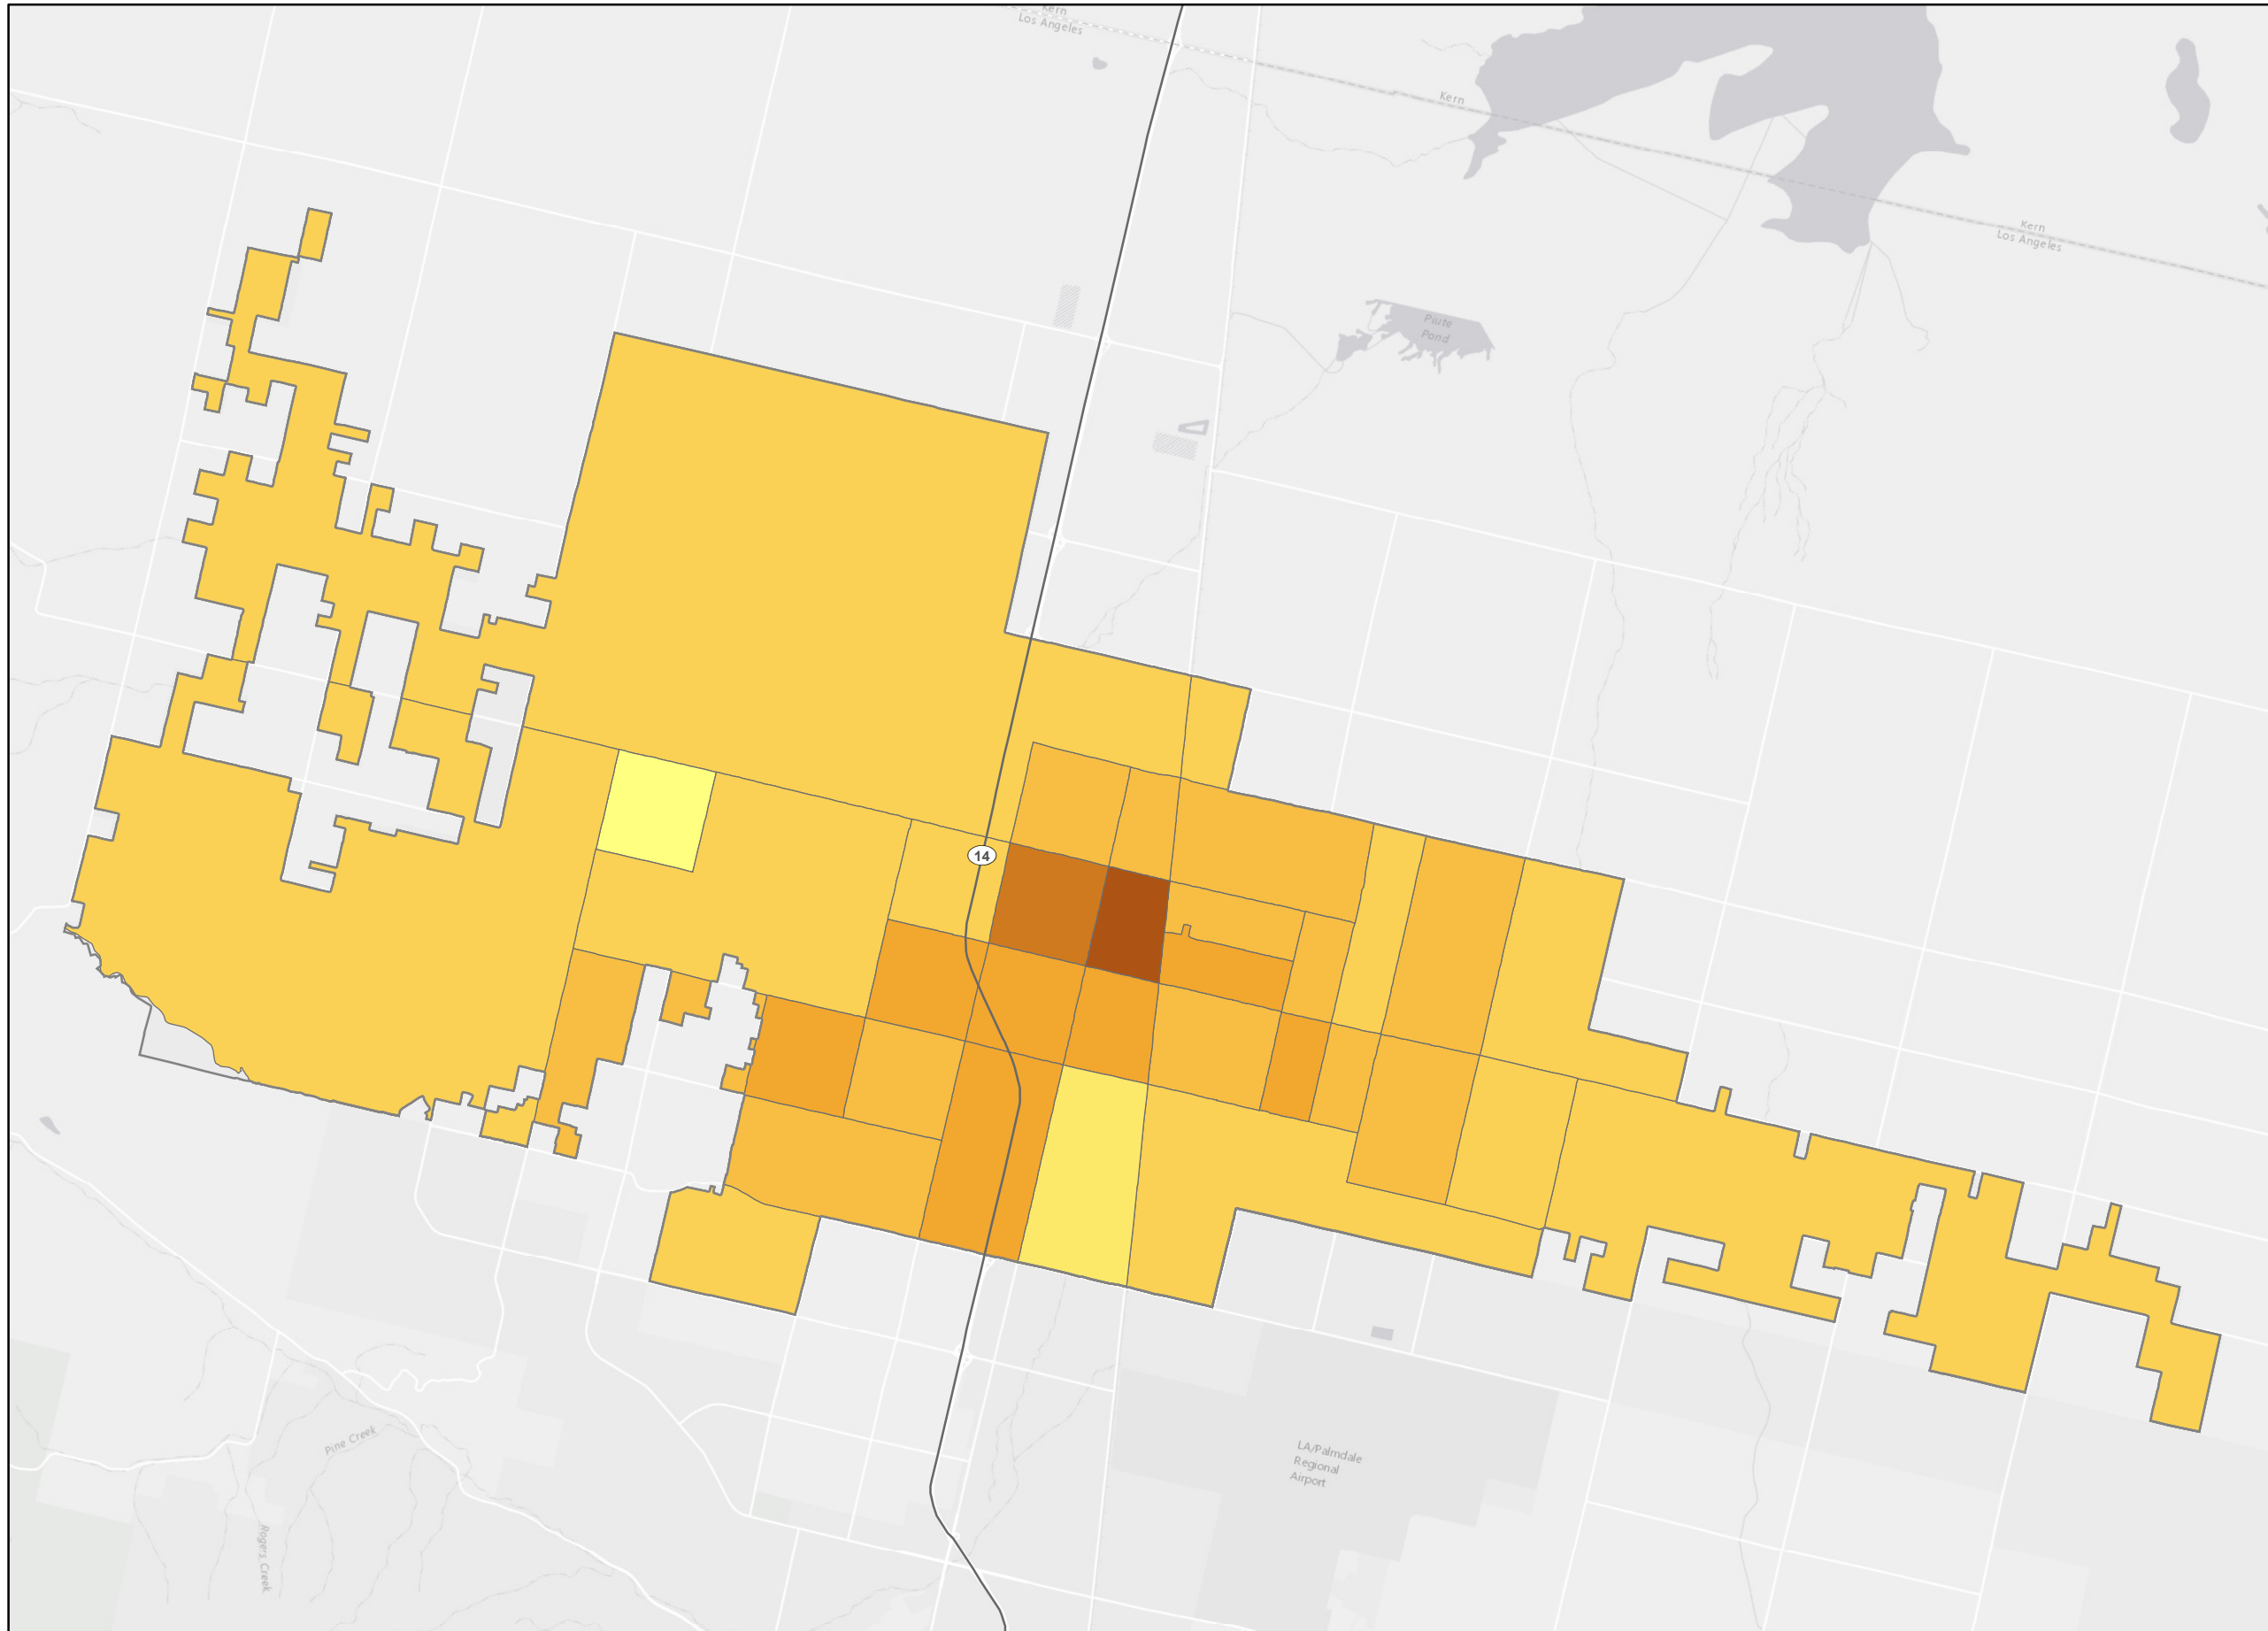 Kern
Los Angeles
Kern
Kern
Los Angeles
Piute
Pond
14
LA/Palmdale
Regional
Airport
Pine Creek
Rogers Creek